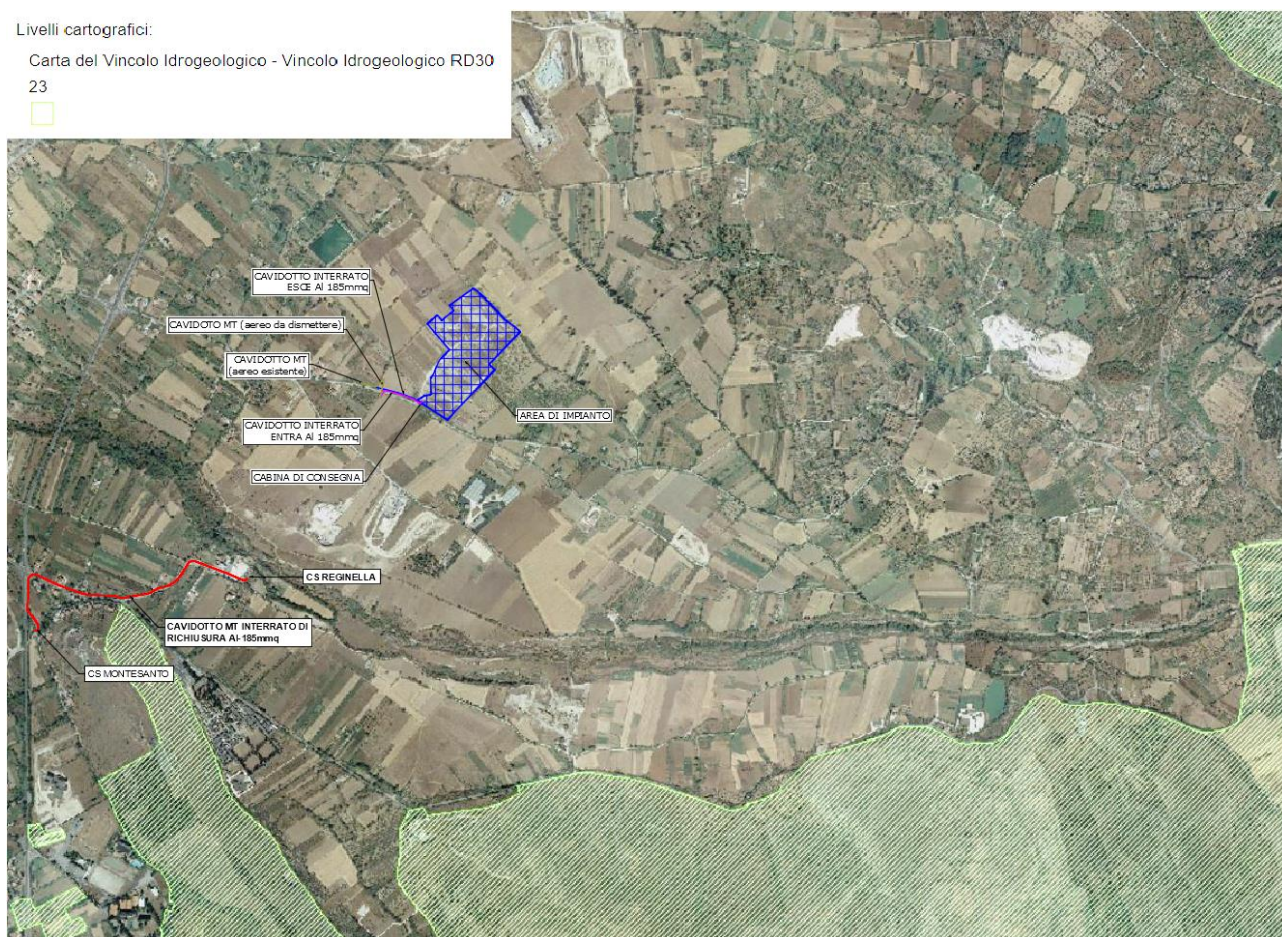 Livelli cartografici:
Carta del Vincolo Idrogeologico - Vincolo Idrogeologico RD30
23
CAVIDOTTO INTERRATO
ESCE Al 185mmq
CAVIDOTO MT (aereo da dismettere)
CAVIDOTTO MT
(aereo esistente)
AREA DI IMPIANTO
CAVIDOTTO INTERRATO
ENTRA Al 185mmq
CABINA DI CONSEGNA
CS REGINELLA
CAVIDOTTO MT INTERRATO DI
RICHIUSURA Al-185mmq
CS MONTESANTO